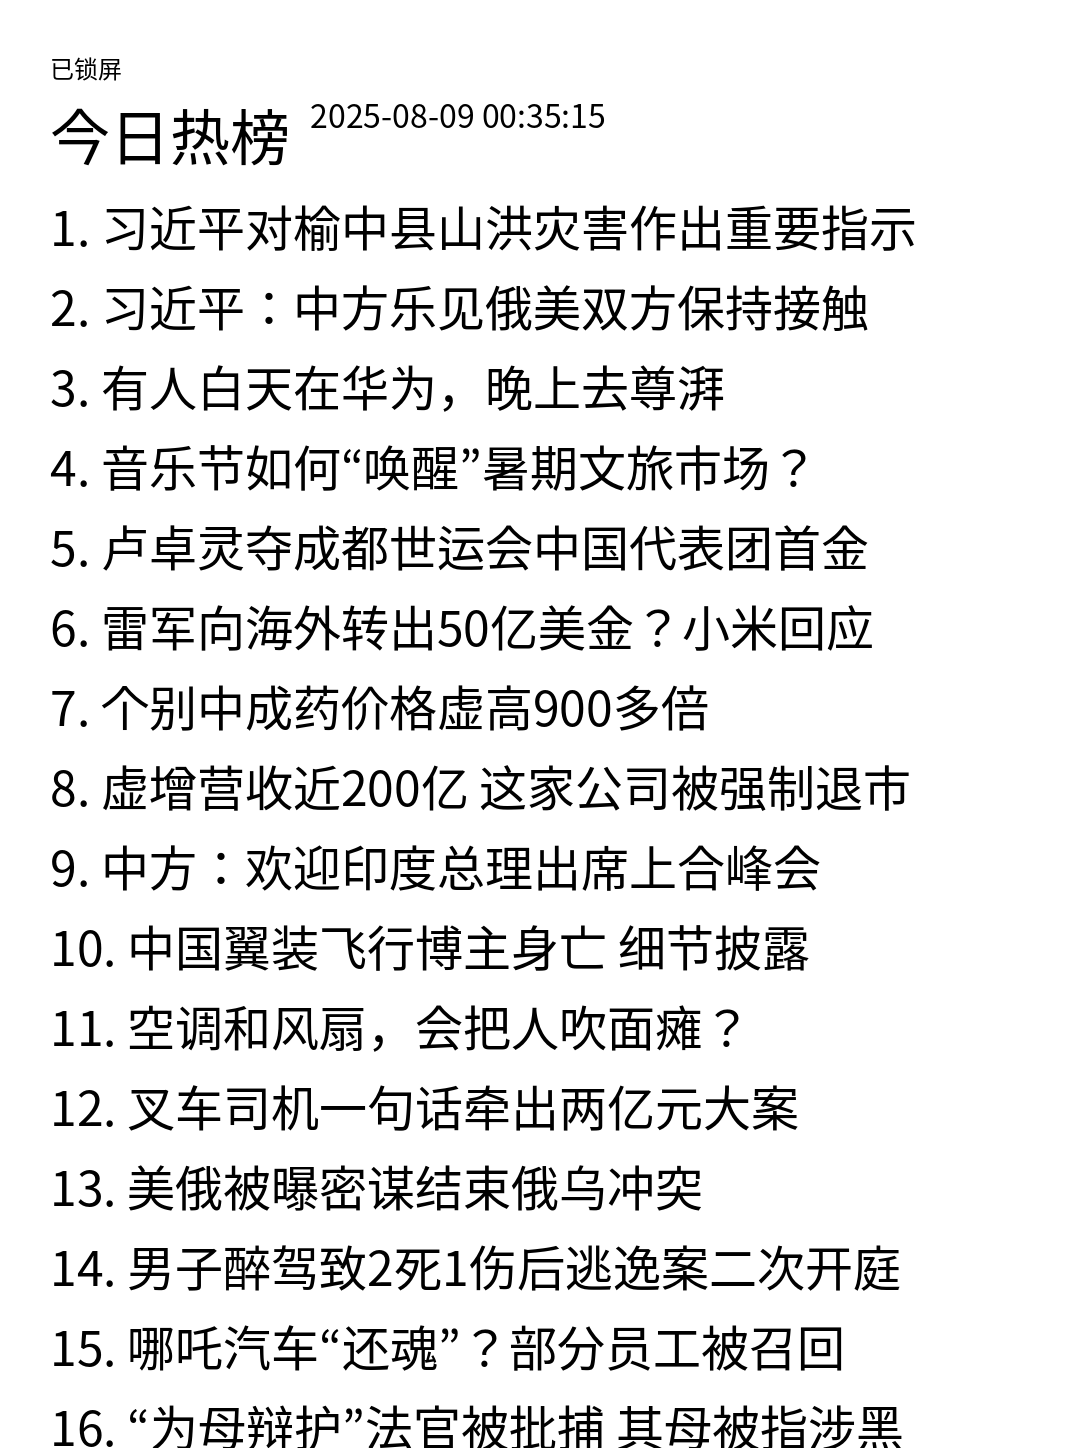 已锁屏
今日热榜 2025-08-09 00:35:15
1. 习近平对榆中县山洪灾害作出重要指示
2. 习近平：中方乐见俄美双方保持接触
3. 有人白天在华为，晚上去尊湃
4. 音乐节如何“唤醒”暑期文旅市场？
5. 卢卓灵夺成都世运会中国代表团首金
6. 雷军向海外转出50亿美金？小米回应
7. 个别中成药价格虚高900多倍
8. 虚增营收近200亿 这家公司被强制退市
9. 中方：欢迎印度总理出席上合峰会
10. 中国翼装飞行博主身亡 细节披露
11. 空调和风扇，会把人吹面瘫？
12. 叉车司机一句话牵出两亿元大案
13. 美俄被曝密谋结束俄乌冲突
14. 男子醉驾致2死1伤后逃逸案二次开庭
15. 哪吒汽车“还魂”？部分员工被召回
16. “为母辩护”法官被批捕 其母被指涉黑